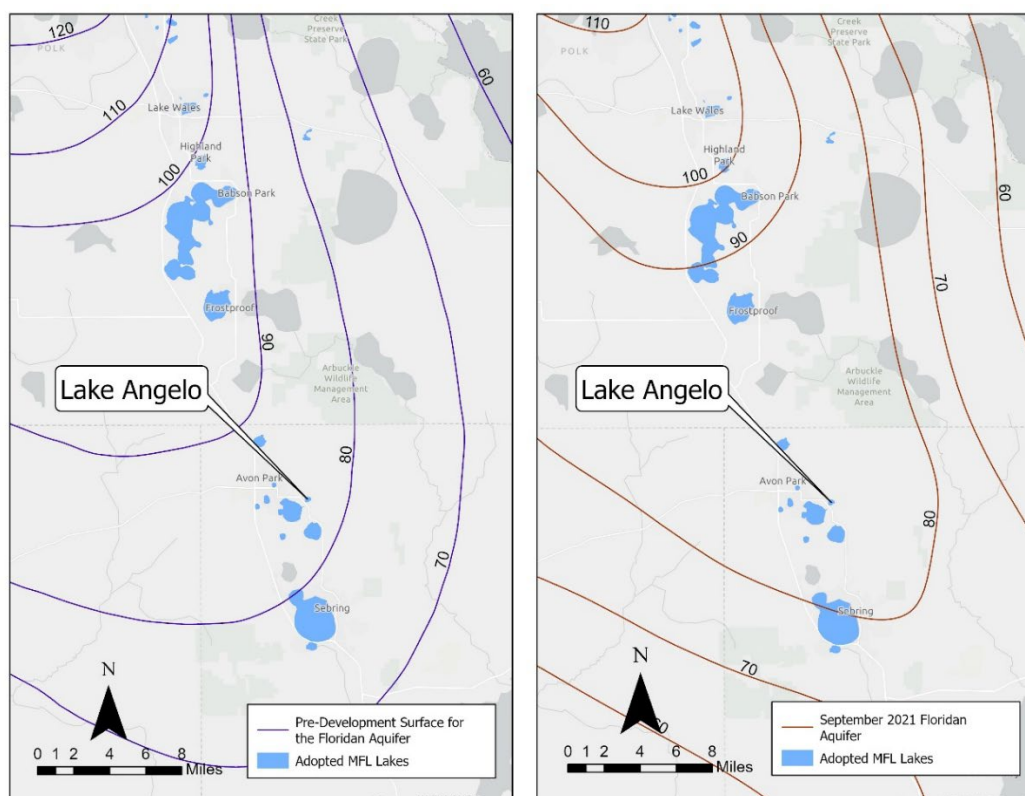 Creek
Preserve
State Park
120
POLK
60
110
Lake Wales
Highland
Park
100
Babson Park
Frostproof
90
Arbuckle
Wildlife
Management
Area
Lake Angelo
80
Avon Park
70
Sebring
N
0 1 2 4 6 8
Miles
Pre-Development Surface for
the Floridan Aquifer
Adopted MFL Lakes
110
Creek
Preserve
State Park
POLK
Lake Wales
Highland
Park
100
60
Babson Park
90
70
Frostproof
Arbuckle
Wildlife
Management
Area
Lake Angelo
Avon Park
80
Sebring
70
N
60
0 1 2 4 6 8
Miles
September 2021 Floridan
Aquifer
Adopted MFL Lakes